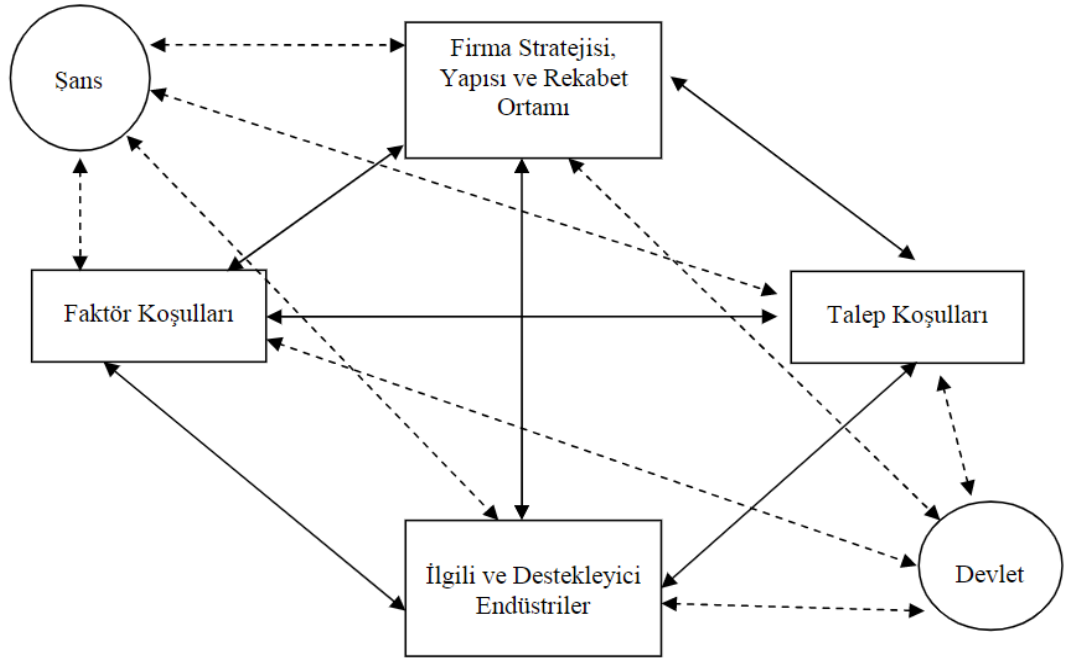 Şans
Firma Stratejisi,
Yapısı ve Rekabet
Ortamı
Faktör Koşulları
Talep Koşulları
İlgili ve Destekleyici
Endüstriler
Devlet